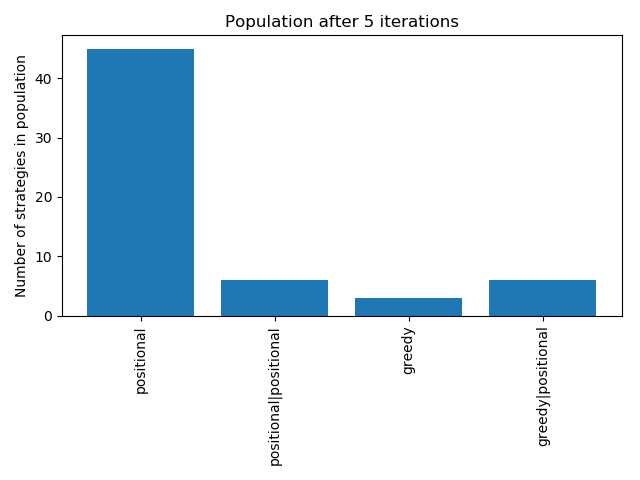 Population after 5 iterations
Number of strategies in population
40
30
20
10
0
positional
positional|positional
greedy
greedy|positional